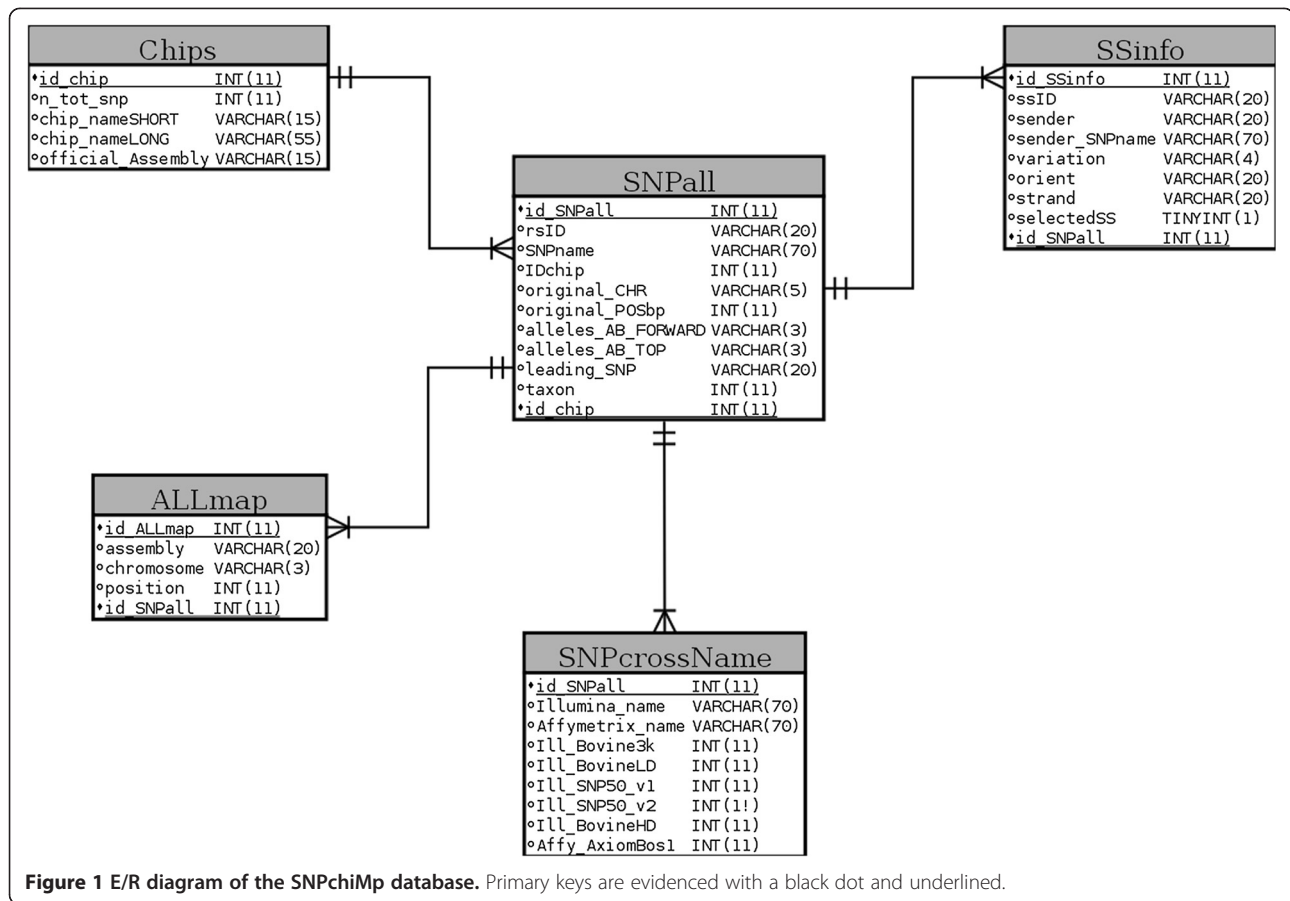 Chips
id_chip INT(11)
n_tot_snp INT(11)
chip_nameSHORT VARCHAR(15)
chip_nameLONG VARCHAR(55)
official_Assembly VARCHAR(15)
SSinfo
id_SSinfo INT(11)
ssID VARCHAR(20)
sender VARCHAR(20)
sender_SNPname VARCHAR(70)
variation VARCHAR(4)
orient VARCHAR(20)
strand VARCHAR(20)
selectedSS TINYINT(1)
id_SNPall INT(11)
SNPall
id_SNPall INT(11)
rsID VARCHAR(20)
SNPname VARCHAR(70)
IDchip INT(11)
original_CHR VARCHAR(5)
original_POSbp INT(11)
alleles_AB_FORWARD VARCHAR(3)
alleles_AB_TOP VARCHAR(3)
leading_SNP VARCHAR(20)
taxon INT(11)
id_chip INT(11)
ALLmap
id_ALLmap INT(11)
assembly VARCHAR(20)
chromosome VARCHAR(3)
position INT(11)
id_SNPall INT(11)
SNPcrossName
id_SNPall INT(11)
Illumina_name VARCHAR(70)
Affymetrix_name VARCHAR(70)
Ill_Bovine3k INT(11)
Ill_BovineLD INT(11)
Ill_SNP50_v1 INT(11)
Ill_SNP50_v2 INT(1!)
Ill_BovineHD INT(11)
Affy_AxiomBos1 INT(11)
Figure 1 E/R diagram of the SNPchiMp database. Primary keys are evidenced with a black dot and underlined.